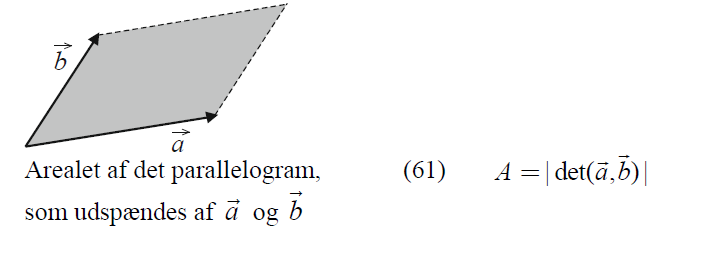 b⃗
a⃗
Arealet af det parallelogram, (61) A = | det(a⃗,b⃗) |
som udspændes af a⃗ og b⃗